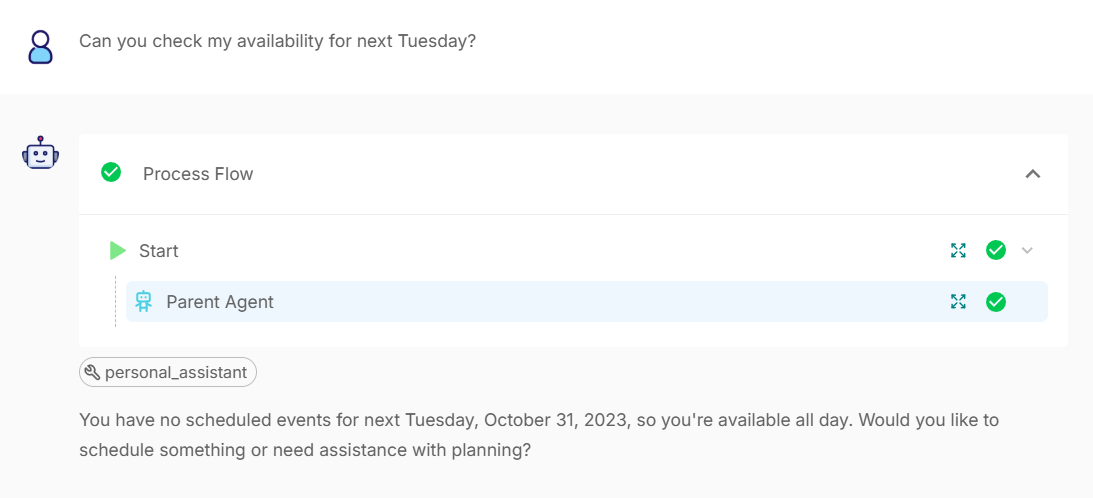 Can you check my availability for next Tuesday?
Process Flow
Start
Parent Agent
personal_assistant
You have no scheduled events for next Tuesday, October 31, 2023, so you're available all day. Would you like to
schedule something or need assistance with planning?